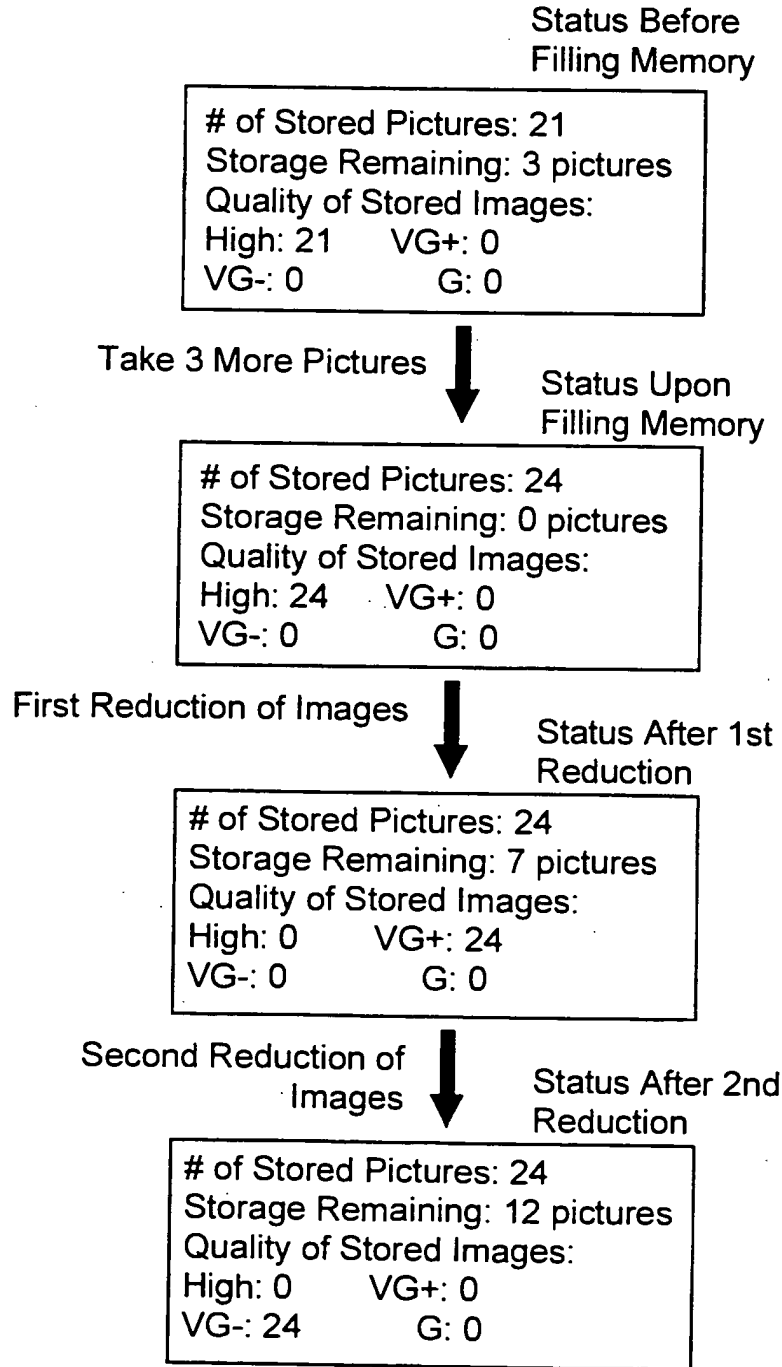 Status Before
Filling Memory
# of Stored Pictures: 21
Storage Remaining: 3 pictures
Quality of Stored Images:
High: 21 VG+: 0
VG-: 0 G: 0
Take 3 More Pictures
Status Upon
Filling Memory
# of Stored Pictures: 24
Storage Remaining: 0 pictures
Quality of Stored Images:
High: 24 VG+: 0
VG-: 0 G: 0
First Reduction of Images
Status After 1st
Reduction
# of Stored Pictures: 24
Storage Remaining: 7 pictures
Quality of Stored Images:
High: 0 VG+: 24
VG-: 0 G: 0
Second Reduction of
Images
Status After 2nd
Reduction
# of Stored Pictures: 24
Storage Remaining: 12 pictures
Quality of Stored Images:
High: 0 VG+: 0
VG-: 24 G: 0